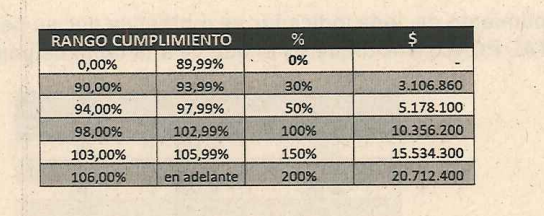 RANGO CUMPLIMIENTO % $
0,00% 89,99% 0% -
90,00% 93,99% 30% 3.106.860
94,00% 97,99% 50% 5.178.100
98,00% 102,99% 100% 10.356.200
103,00% 105,99% 150% 15.534.300
106,00% en adelante 200% 20.712.400